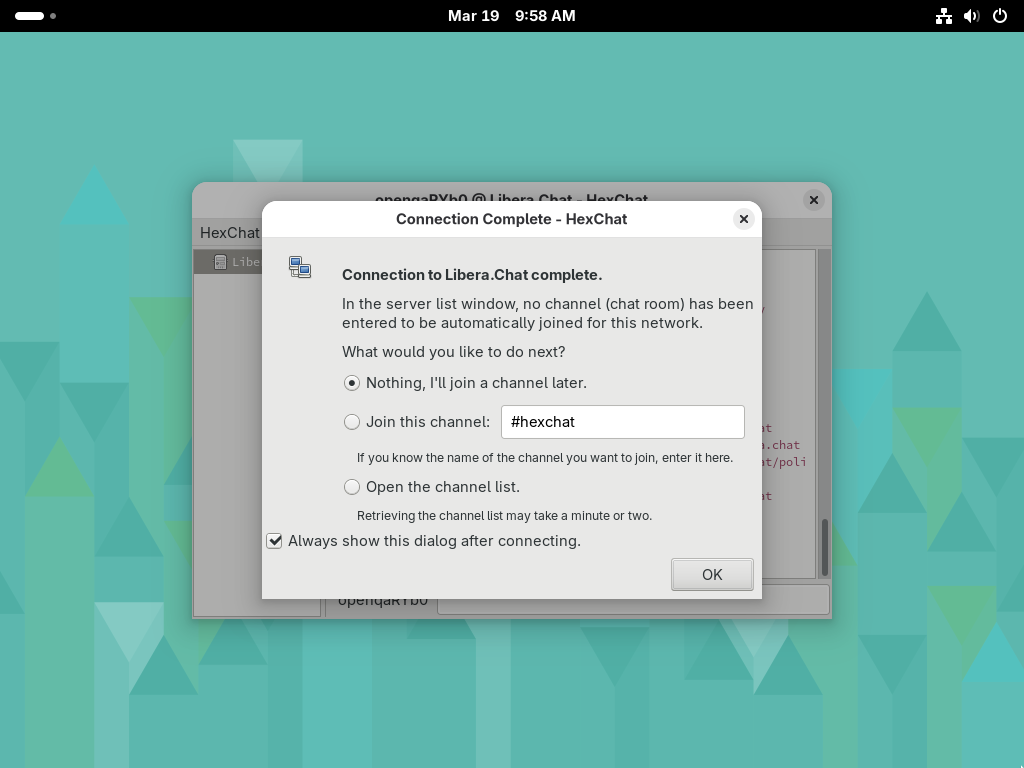 Mar 19 9:58 AM
openqaRYb0 @ Libera.Chat - HexChat
Connection Complete - HexChat
HexChat
Connection to Libera.Chat complete.
In the server list window, no channel (chat room) has been
entered to be automatically joined for this network.
What would you like to do next?
Nothing, I'll join a channel later.
Join this channel: #hexchat
If you know the name of the channel you want to join, enter it here.
Open the channel list.
Retrieving the channel list may take a minute or two.
Always show this dialog after connecting.
OK
openqaRYb0